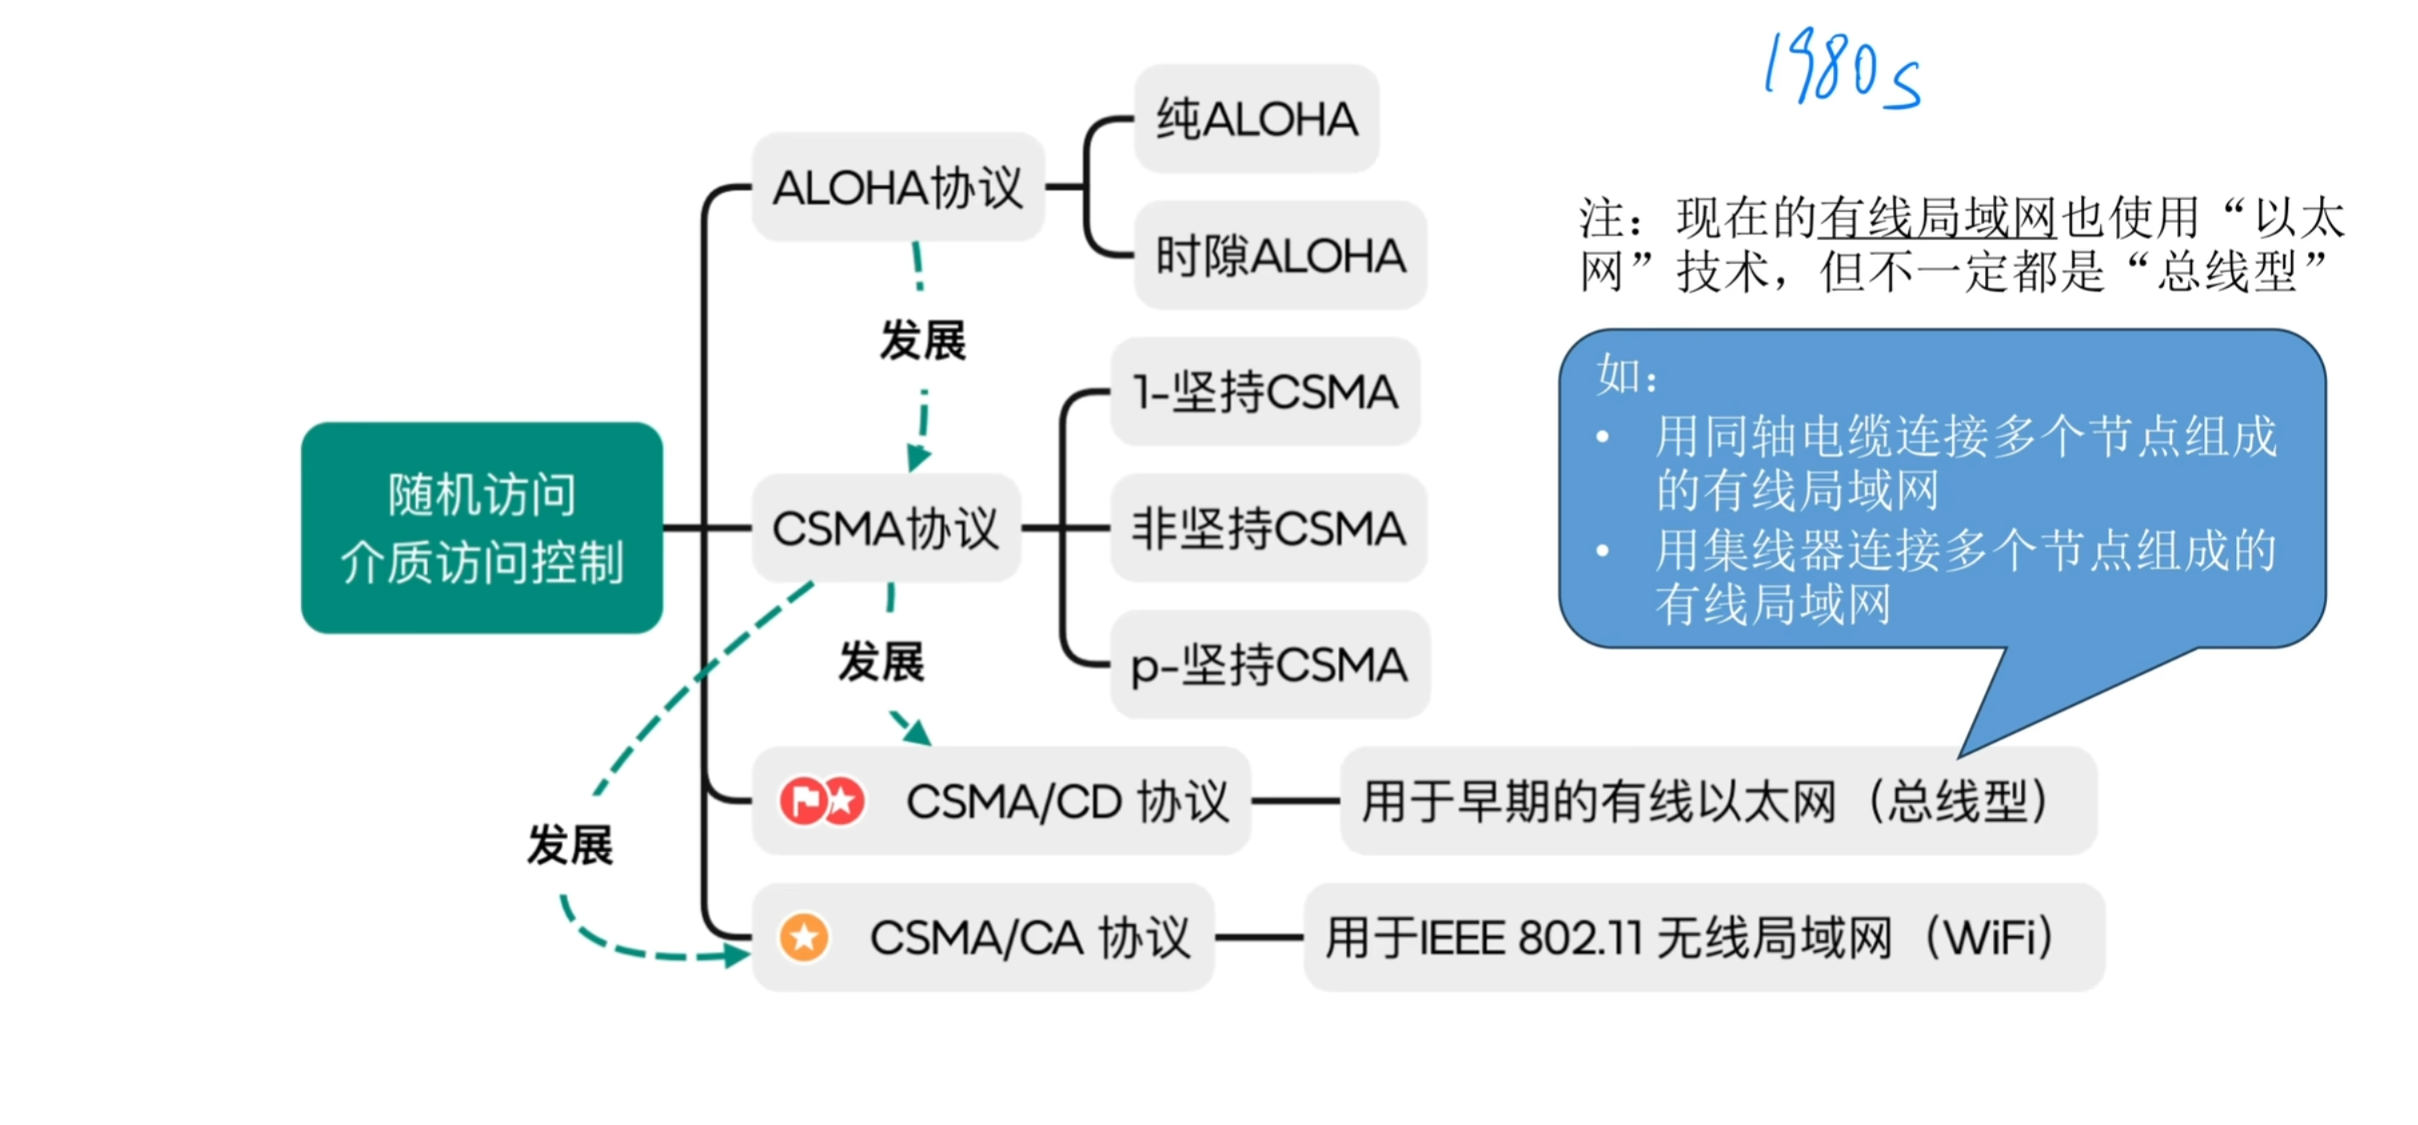 1980s
纯ALOHA
ALOHA协议
时隙ALOHA
注：现在的有线局域网也使用“以太
网”技术，但不一定都是“总线型”
发展
如：
• 用同轴电缆连接多个节点组成
的有线局域网
• 用集线器连接多个节点组成的
有线局域网
1-坚持CSMA
随机访问
介质访问控制
CSMA协议
非坚持CSMA
发展
p-坚持CSMA
CSMA/CD 协议
用于早期的有线以太网（总线型）
发展
CSMA/CA 协议
用于IEEE 802.11 无线局域网（WiFi）